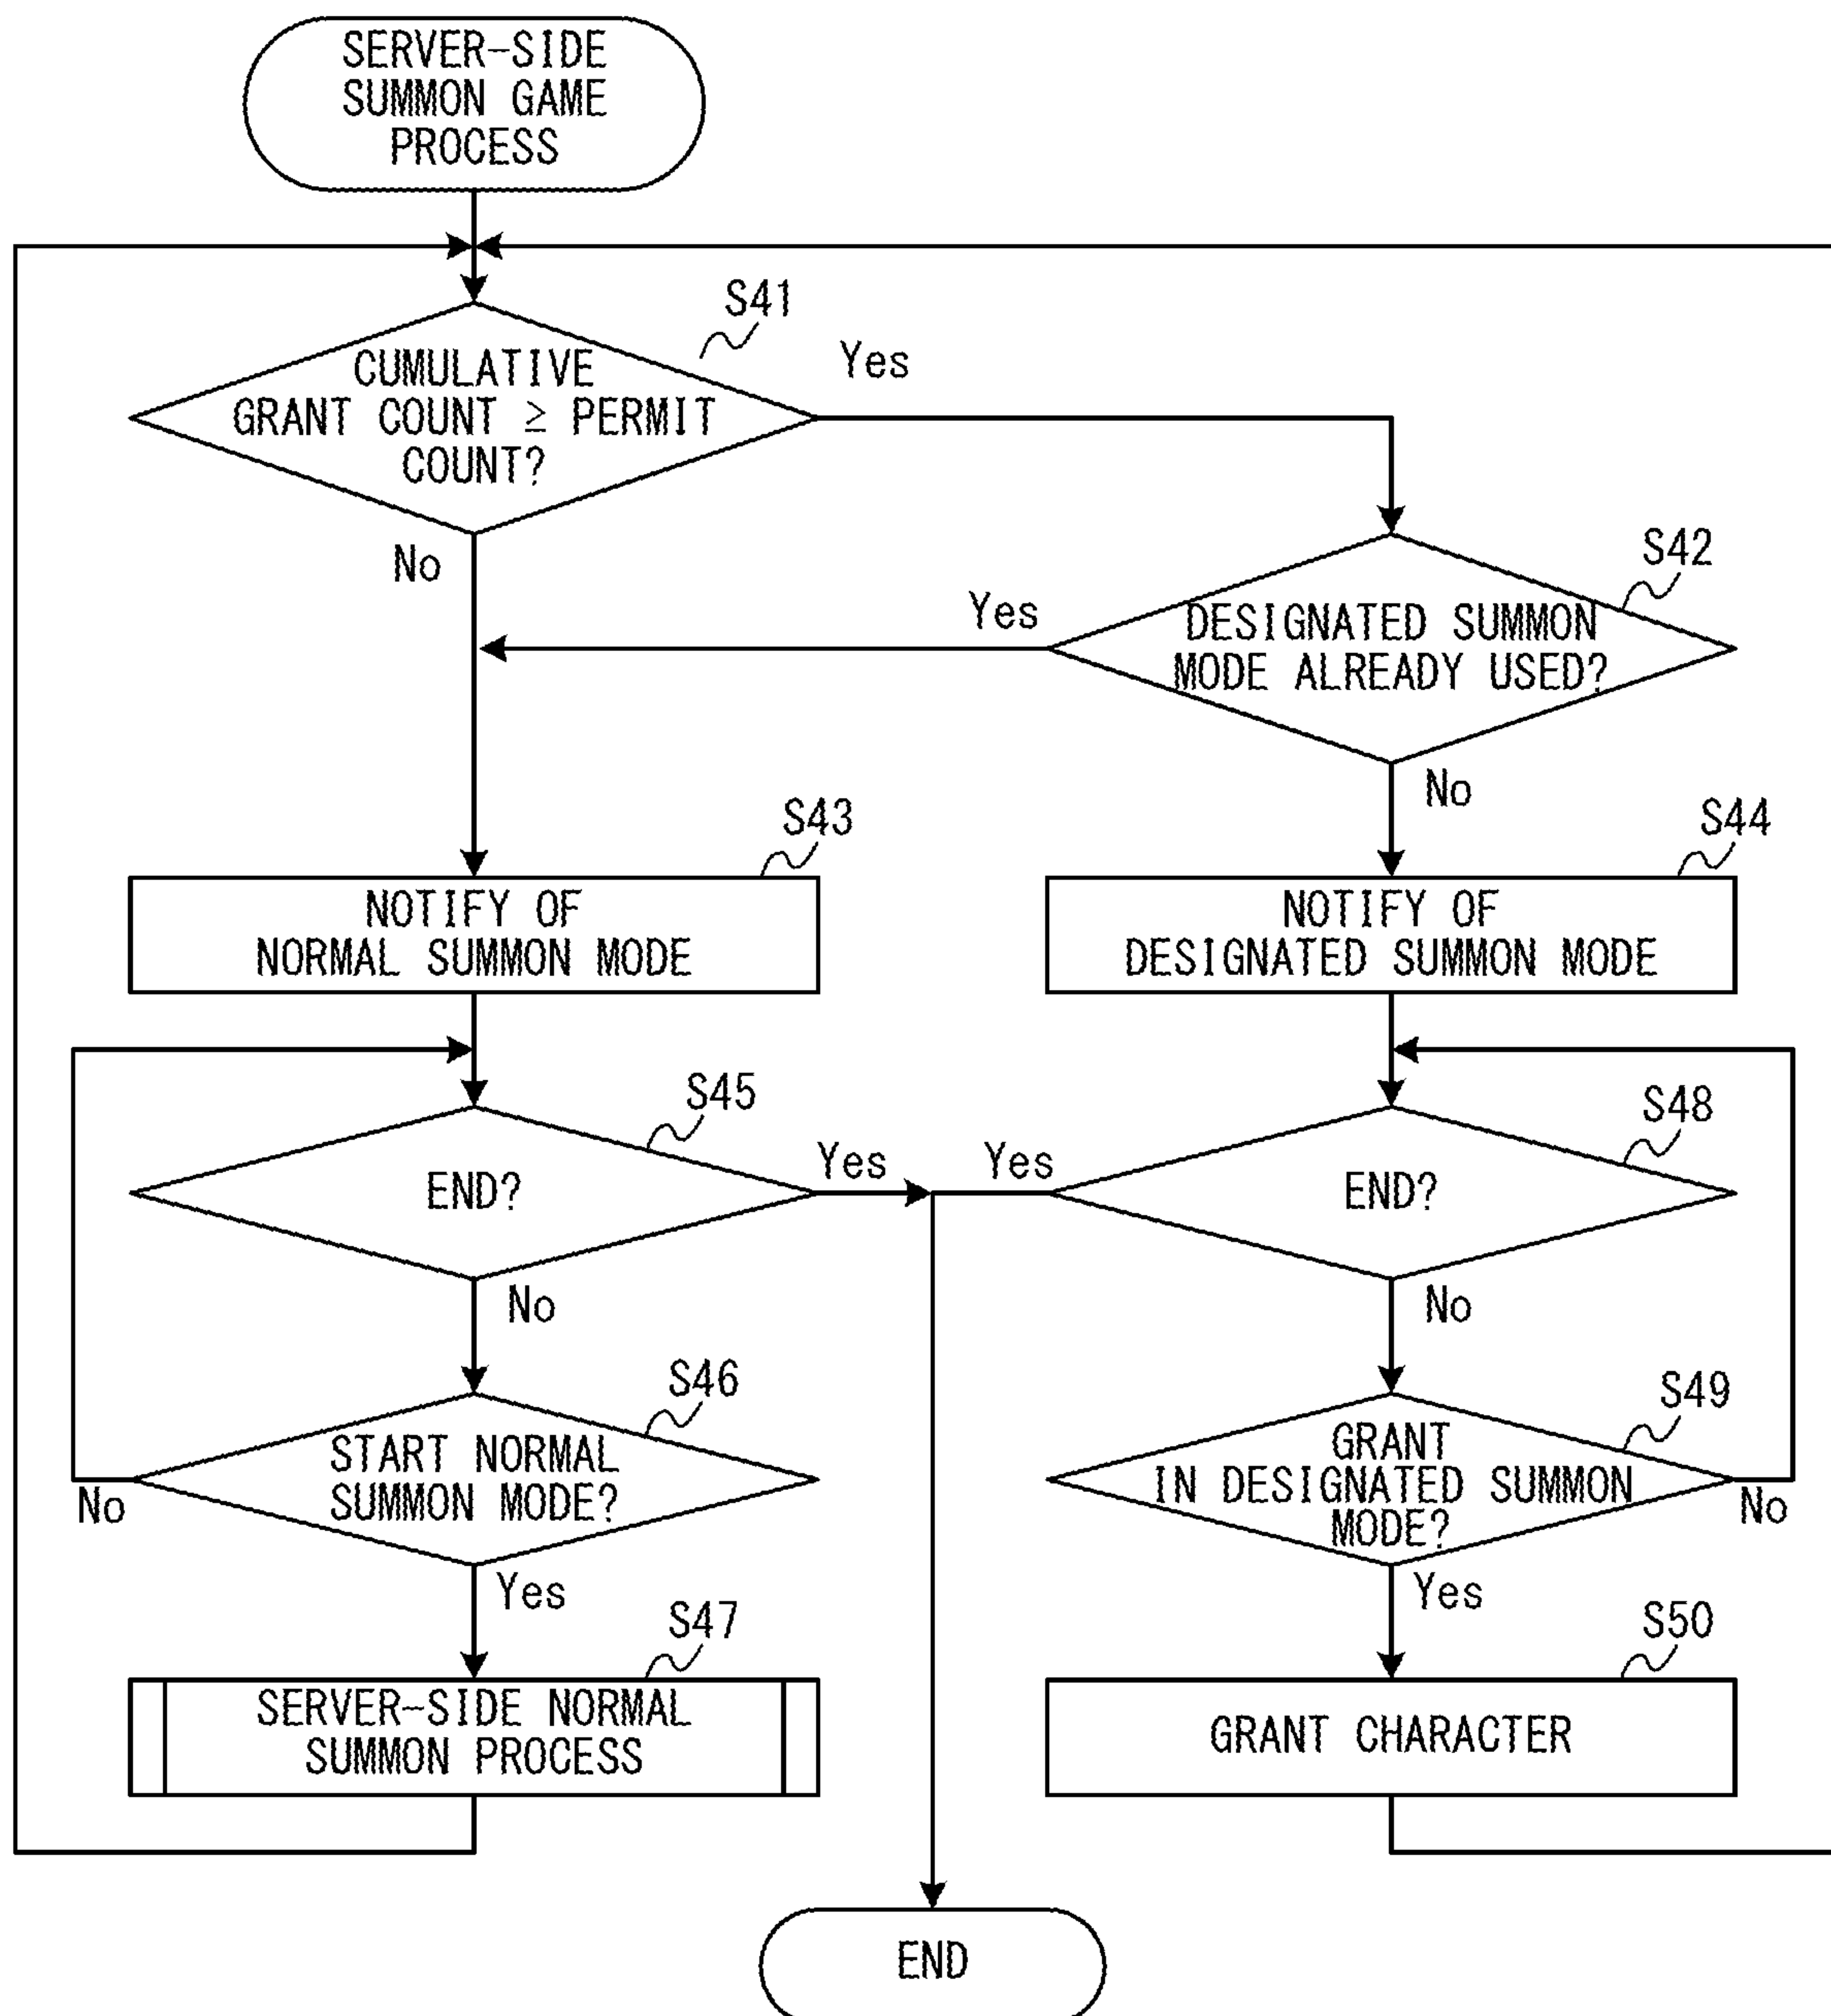 SERVER-SIDE
SUMMON GAME
PROCESS
S41
CUMULATIVE
GRANT COUNT ≥ PERMIT
COUNT?
Yes
No
S42
DESIGNATED SUMMON
MODE ALREADY USED?
Yes
No
S43
NOTIFY OF
NORMAL SUMMON MODE
S44
NOTIFY OF
DESIGNATED SUMMON MODE
S45
END?
Yes
No
S48
END?
Yes
No
S46
START NORMAL
SUMMON MODE?
No
Yes
S49
GRANT
IN DESIGNATED SUMMON
MODE?
No
Yes
S47
SERVER-SIDE NORMAL
SUMMON PROCESS
S50
GRANT CHARACTER
END